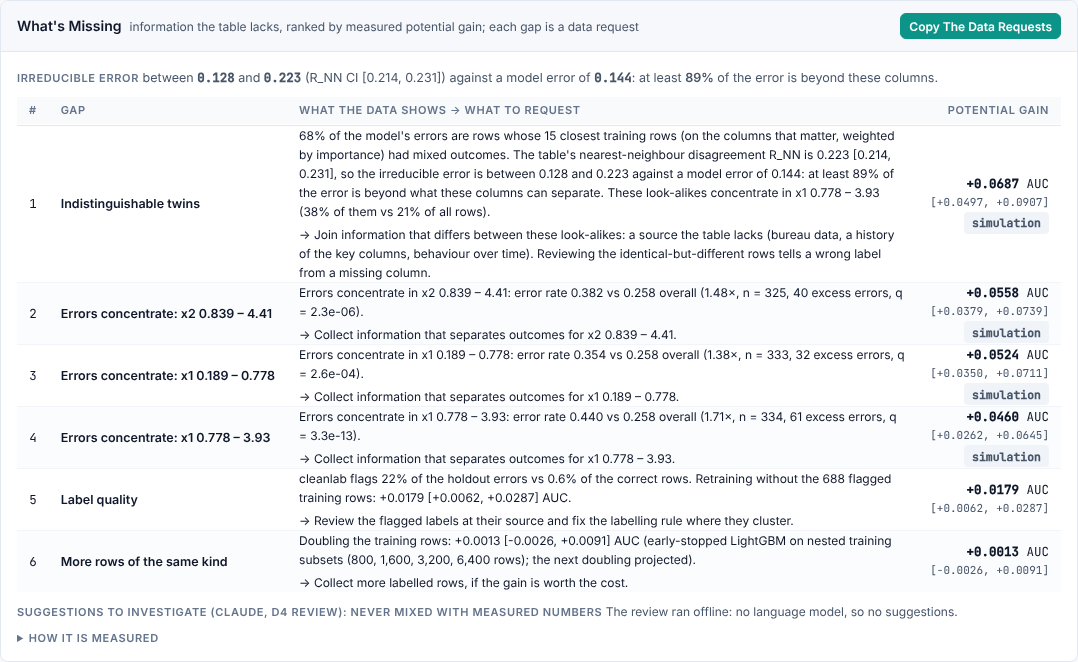 What's Missing information the table lacks, ranked by measured potential gain; each gap is a data request
Copy The Data Requests
IRREDUCIBLE ERROR between 0.128 and 0.223 (R_NN CI [0.214, 0.231]) against a model error of 0.144: at least 89% of the error is beyond these columns.
# GAP WHAT THE DATA SHOWS → WHAT TO REQUEST POTENTIAL GAIN
68% of the model's errors are rows whose 15 closest training rows (on the columns that matter, weighted
by importance) had mixed outcomes. The table's nearest-neighbour disagreement R_NN is 0.223 [0.214,
0.231], so the irreducible error is between 0.128 and 0.223 against a model error of 0.144: at least 89% of
the error is beyond what these columns can separate. These look-alikes concentrate in x1 0.778 – 3.93
(38% of them vs 21% of all rows).
1 Indistinguishable twins
→ Join information that differs between these look-alikes: a source the table lacks (bureau data, a history
of the key columns, behaviour over time). Reviewing the identical-but-different rows tells a wrong label
from a missing column.
+0.0687 AUC
[+0.0497, +0.0907]
simulation
2 Errors concentrate: x2 0.839 – 4.41
Errors concentrate in x2 0.839 – 4.41: error rate 0.382 vs 0.258 overall (1.48×, n = 325, 40 excess errors, q
= 2.3e-06).
→ Collect information that separates outcomes for x2 0.839 – 4.41.
+0.0558 AUC
[+0.0379, +0.0739]
simulation
3 Errors concentrate: x1 0.189 – 0.778
Errors concentrate in x1 0.189 – 0.778: error rate 0.354 vs 0.258 overall (1.38×, n = 333, 32 excess errors, q
= 2.6e-04).
→ Collect information that separates outcomes for x1 0.189 – 0.778.
+0.0524 AUC
[+0.0350, +0.0711]
simulation
4 Errors concentrate: x1 0.778 – 3.93
Errors concentrate in x1 0.778 – 3.93: error rate 0.440 vs 0.258 overall (1.71×, n = 334, 61 excess errors, q
= 3.3e-13).
→ Collect information that separates outcomes for x1 0.778 – 3.93.
+0.0460 AUC
[+0.0262, +0.0645]
simulation
5 Label quality
cleanlab flags 22% of the holdout errors vs 0.6% of the correct rows. Retraining without the 688 flagged
training rows: +0.0179 [+0.0062, +0.0287] AUC.
→ Review the flagged labels at their source and fix the labelling rule where they cluster.
+0.0179 AUC
[+0.0062, +0.0287]
6 More rows of the same kind
Doubling the training rows: +0.0013 [-0.0026, +0.0091] AUC (early-stopped LightGBM on nested training
subsets (800, 1,600, 3,200, 6,400 rows); the next doubling projected).
→ Collect more labelled rows, if the gain is worth the cost.
+0.0013 AUC
[-0.0026, +0.0091]
SUGGESTIONS TO INVESTIGATE (CLAUDE, D4 REVIEW): NEVER MIXED WITH MEASURED NUMBERS The review ran offline: no language model, so no suggestions.
▸ HOW IT IS MEASURED